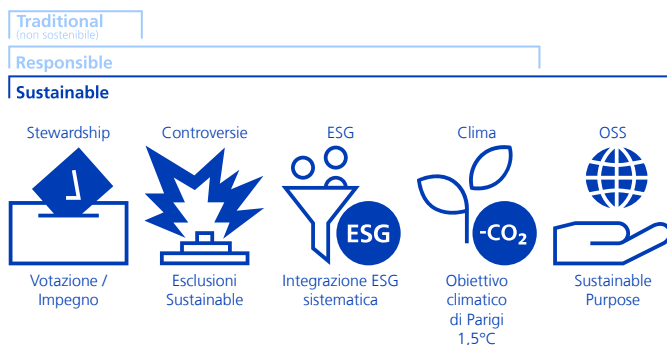 Traditional
(non sostenibile)
Responsible
Sustainable
Stewardship
Controversie
ESG
Clima
OSS
ESG
-CO₂
Votazione /
Impegno
Esclusioni
Sustainable
Integrazione ESG
sistematica
Obiettivo
climatico
di Parigi
1,5°C
Sustainable
Purpose